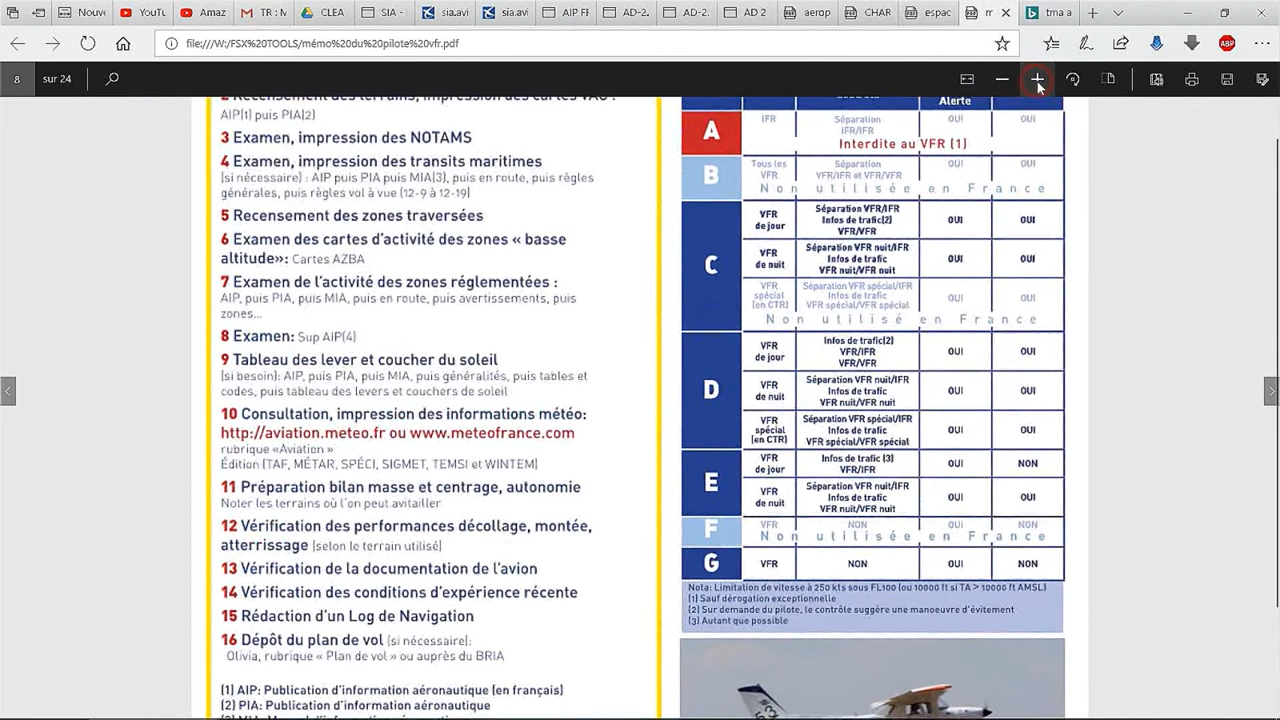 Nouve
YouTu
Amaz
TR : M
CLEA
SIA -
sia.avi
sia.avi
AIP FR
AD-2.
AD-2
AD 2
aerop
CHAR
espac
tma a
file:///W:/FSX%20TOOLS/mémo%20du%20pilote%20vfr.pdf
ABP
8 sur 24
AIP(1) puis PIA(2)
3 Examen, impression des NOTAMS
4 Examen, impression des transits maritimes
(si nécessaire) : AIP puis PIA puis MIA(3), puis en route, puis règles
générales, puis règles vol à vue (12-9 à 12-19)
5 Recensement des zones traversées
6 Examen des cartes d'activité des zones « basse
altitude»: Cartes AZBA
7 Examen de l'activité des zones réglementées :
AIP, puis PIA, puis MIA, puis en route, puis avertissements, puis
zones...
8 Examen: Sup AIP(4)
9 Tableau des lever et coucher du soleil
(si besoin): AIP, puis PIA, puis MIA, puis généralités, puis tables et
codes, puis tableau des levers et couchers de soleil
10 Consultation, impression des informations météo:
http://aviation.meteo.fr ou www.meteofrance.com
rubrique «Aviation »
Édition (TAF, MÉTAR, SPÉCI, SIGMET, TEMSI et WINTEM)
11 Préparation bilan masse et centrage, autonomie
Noter les terrains où l'on peut avitailler
12 Vérification des performances décollage, montée,
atterrissage (selon le terrain utilisé)
13 Vérification de la documentation de l'avion
14 Vérification des conditions d'expérience récente
15 Rédaction d'un Log de Navigation
16 Dépôt du plan de vol (si nécessaire):
Olivia, rubrique « Plan de vol » ou auprès du BRIA
(1) AIP: Publication d'information aéronautique (en français)
(2) PIA: Publication d'information aéronautique
Alerte
A
IFR
Séparation
IFR/IFR
OUI
OUI
Interdite au VFR (1)
B
Tous les
VFR
Séparation
VFR/IFR et VFR/VFR
OUI
OUI
Non utilisée en France
C
VFR
de jour
Séparation VFR/IFR
Infos de trafic(2)
VFR/VFR
OUI
OUI
VFR
de nuit
Séparation VFR nuit/IFR
Infos de trafic
VFR nuit/VFR nuit
OUI
OUI
VFR
spécial
(en CTR)
Séparation VFR spécial/IFR
Infos de trafic
VFR spécial/VFR spécial
OUI
OUI
Non utilisée en France
D
VFR
de jour
Infos de trafic(2)
VFR/IFR
VFR/VFR
OUI
OUI
VFR
de nuit
Séparation VFR nuit/IFR
Infos de trafic
VFR nuit/VFR nuit
OUI
OUI
VFR
spécial
(en CTR)
Séparation VFR spécial/IFR
Infos de trafic
VFR spécial/VFR spécial
OUI
OUI
E
VFR
de jour
Infos de trafic (3)
VFR/IFR
OUI
NON
VFR
de nuit
Séparation VFR nuit/IFR
Infos de trafic
VFR nuit/VFR nuit
OUI
OUI
F
VFR
NON
OUI
NON
Non utilisée en France
G
VFR
NON
OUI
NON
Nota: Limitation de vitesse à 250 kts sous FL100 (ou 10000 ft si TA > 10000 ft AMSL)
(1) Sauf dérogation exceptionnelle
(2) Sur demande du pilote, le contrôle suggère une manoeuvre d'évitement
(3) Autant que possible